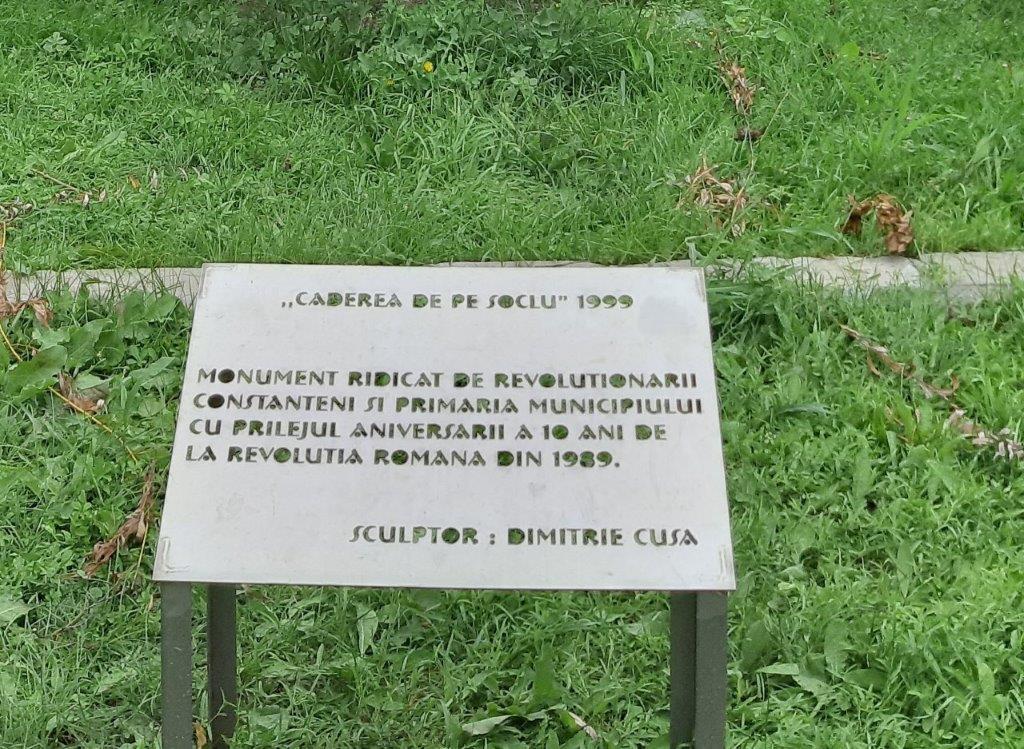 ,,CADEREA DE PE SOCLU” 1999
MONUMENT RIDICAT DE REVOLUTIONARII
CONSTANTENI SI PRIMARIA MUNICIPIULUI
CU PRILEJUL ANIVERSARII A 10 ANI DE
LA REVOLUTIA ROMANA DIN 1989.
SCULPTOR : DIMITRIE CUSA